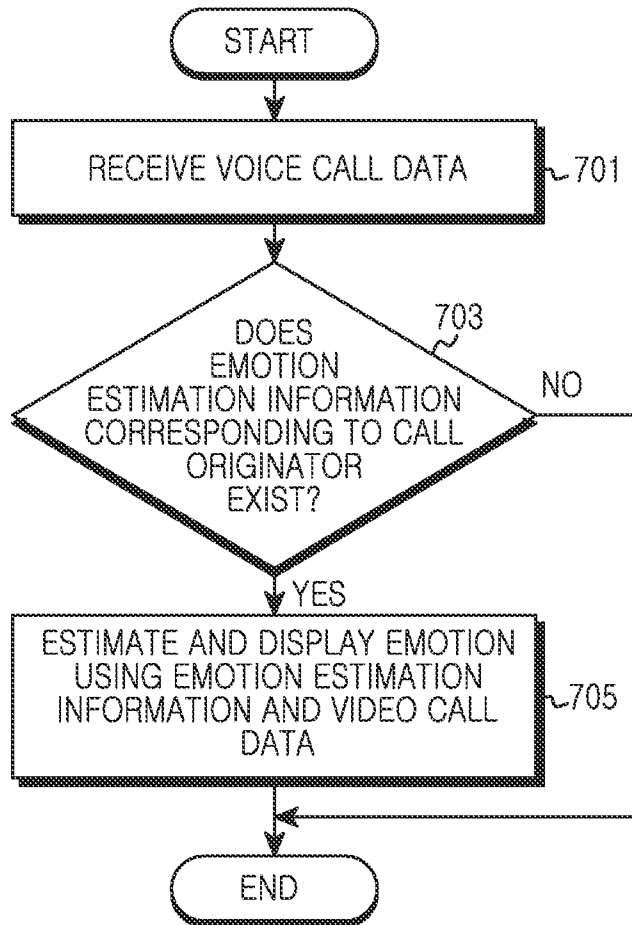 START
RECEIVE VOICE CALL DATA
701
703
DOES
EMOTION
ESTIMATION INFORMATION
CORRESPONDING TO CALL
ORIGINATOR
EXIST?
NO
YES
ESTIMATE AND DISPLAY EMOTION
USING EMOTION ESTIMATION
INFORMATION AND VIDEO CALL
DATA
705
END